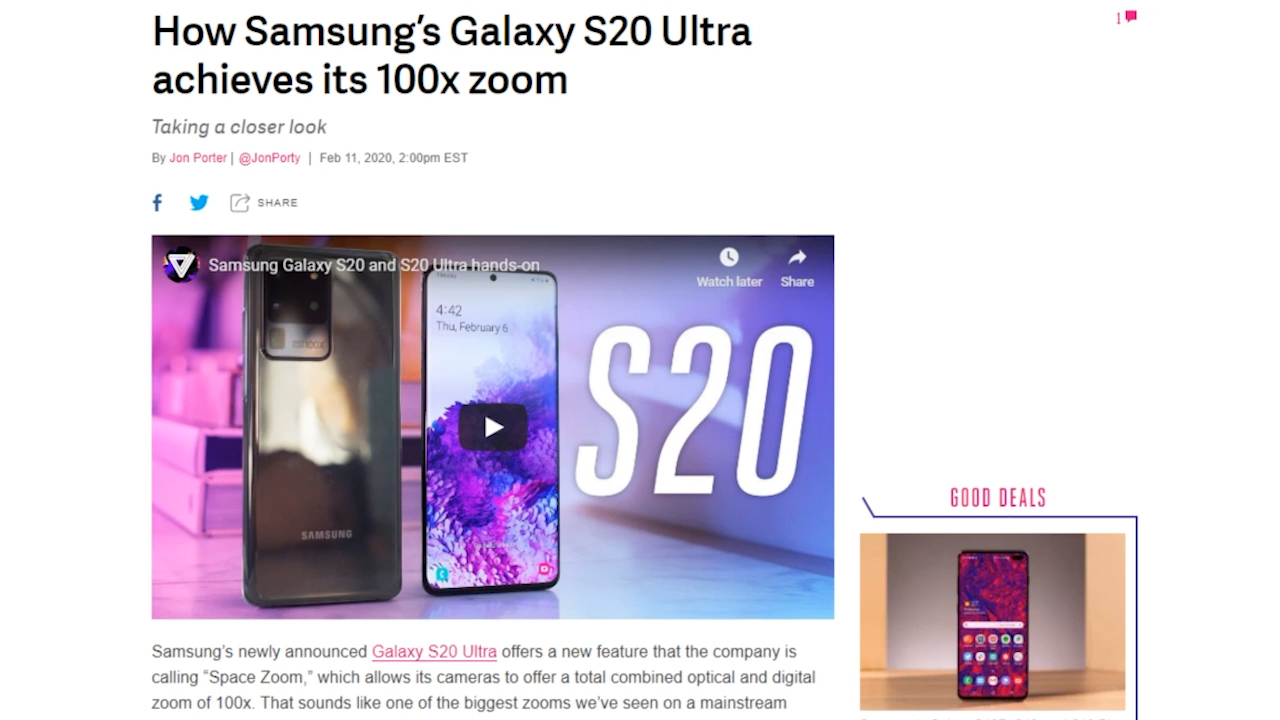 How Samsung's Galaxy S20 Ultra
achieves its 100x zoom
1
Taking a closer look
By Jon Porter | @JonPorty | Feb 11, 2020, 2:00pm EST
SHARE
Samsung Galaxy S20 and S20 Ultra hands-on
Watch later
Share
100X
4:42
Thu, February 6
S20
SAMSUNG
GOOD DEALS
Samsung's newly announced Galaxy S20 Ultra offers a new feature that the company is
calling “Space Zoom,” which allows its cameras to offer a total combined optical and digital
zoom of 100x. That sounds like one of the biggest zooms we've seen on a mainstream